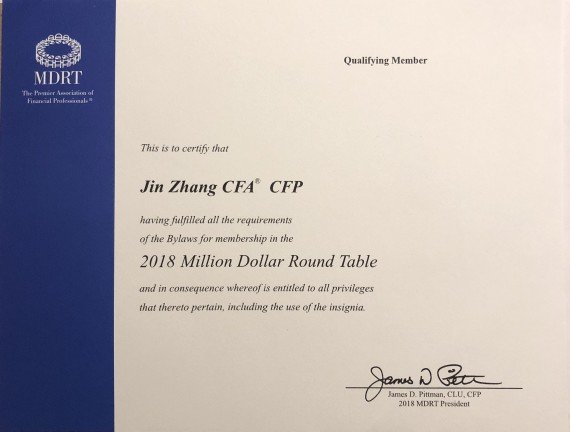 MDRT
The Premier Association of
Financial Professionals®
Qualifying Member
This is to certify that
Jin Zhang CFA® CFP
having fulfilled all the requirements
of the Bylaws for membership in the
2018 Million Dollar Round Table
and in consequence whereof is entitled to all privileges
that thereto pertain, including the use of the insignia.
James D. Pittman, CLU, CFP
2018 MDRT President